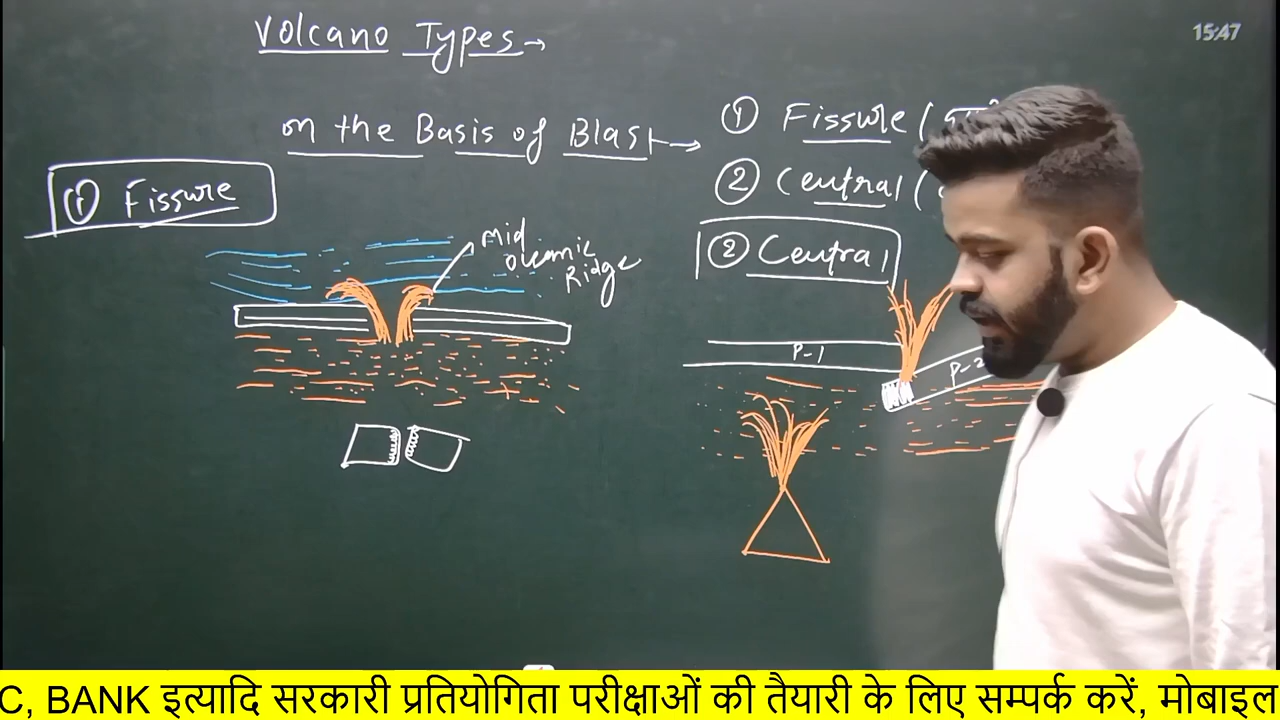 Volcano Types →
15:47
on the Basis of Blast →
① Fissure (
② Central (
① Fissure
Mid
Oceanic
Ridge
② Central
P-1
P-2
C, BANK इत्यादि सरकारी प्रतियोगिता परीक्षाओं की तैयारी के लिए सम्पर्क करें, मोबाइल